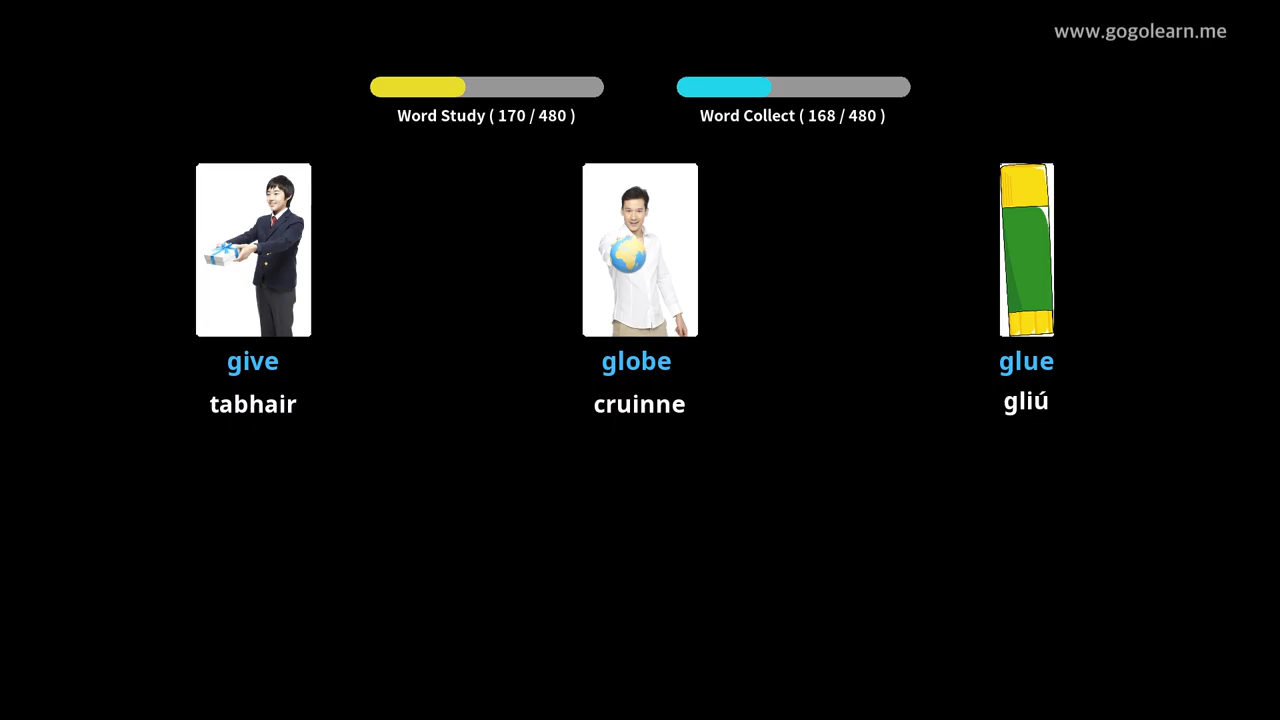 www.gogolearn.me
Word Study ( 170 / 480 )
Word Collect ( 168 / 480 )
give
globe
glue
tabhair
cruinne
gliú